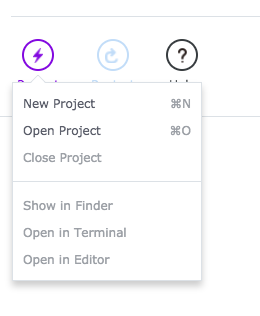 New Project ⌘N
Open Project ⌘O
Close Project
Show in Finder
Open in Terminal
Open in Editor